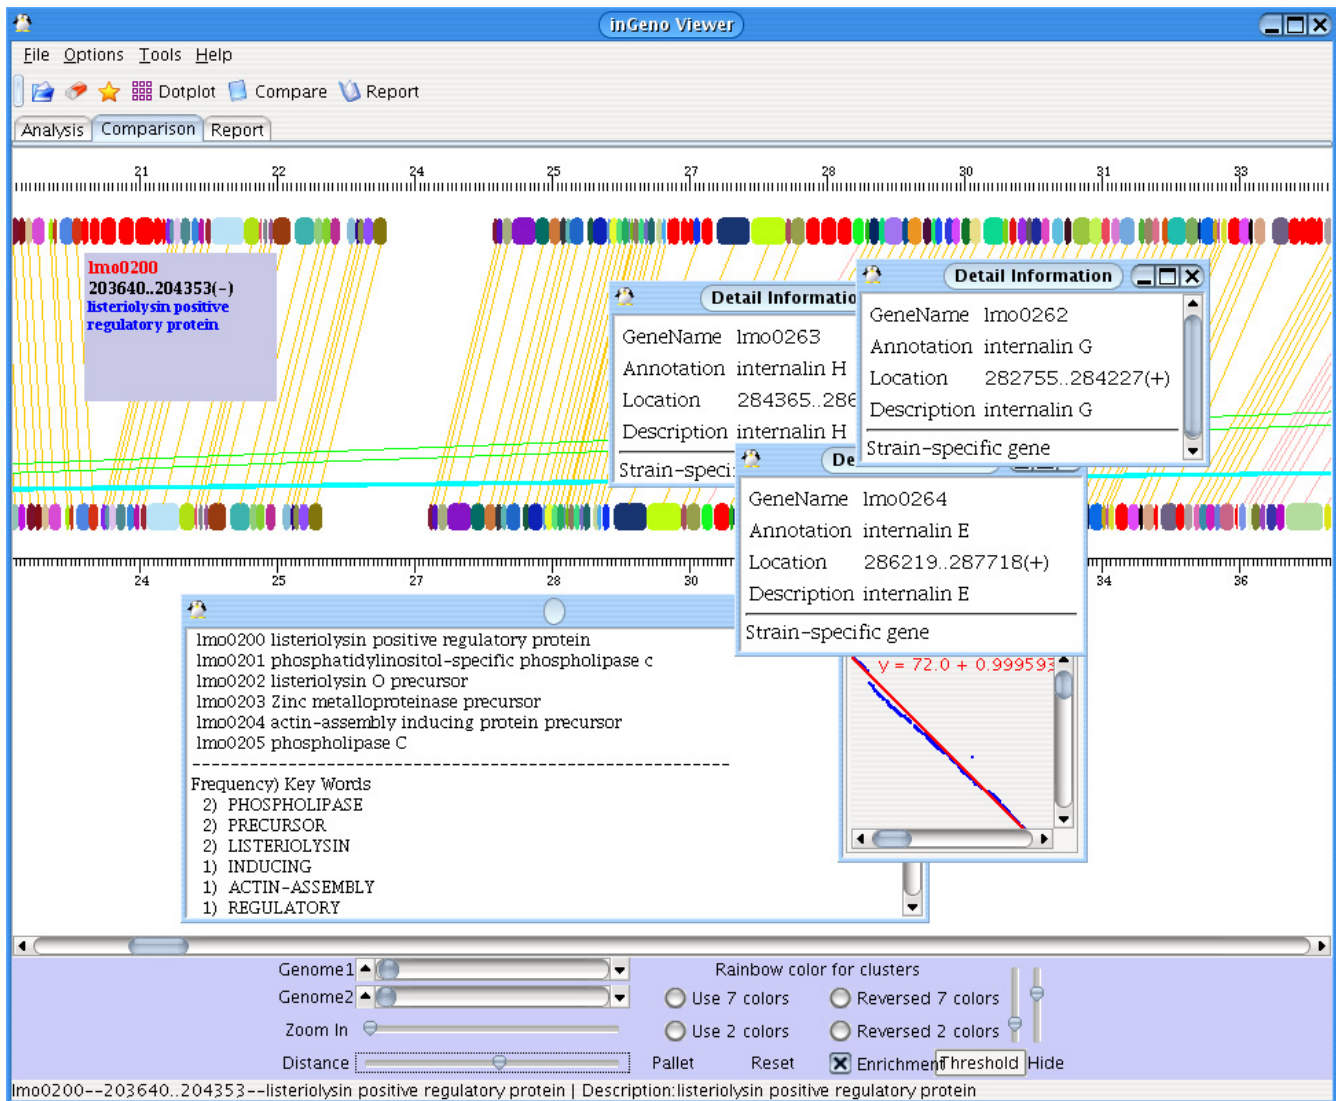 inGeno Viewer
File Options Tools Help
Dotplot Compare Report
Analysis Comparison Report
21 22 24 25 27 28 30 31 33
lmo0200
203640..204353(-)
listeriolysin positive
regulatory protein
Detail Informatio
GeneName lmo0263
Annotation internalin H
Location 284365..286
Description internalin H
Strain-speci
Detail Information
GeneName lmo0262
Annotation internalin G
Location 282755..284227(+)
Description internalin G
Strain-specific gene
De
GeneName lmo0264
Annotation internalin E
Location 286219..287718(+)
Description internalin E
Strain-specific gene
24 25 27 28 30 34 36
lmo0200 listeriolysin positive regulatory protein
lmo0201 phosphatidylinositol-specific phospholipase c
lmo0202 listeriolysin O precursor
lmo0203 Zinc metalloproteinase precursor
lmo0204 actin-assembly inducing protein precursor
lmo0205 phospholipase C
------------------------------------------------------------
Frequency) Key Words
2) PHOSPHOLIPASE
2) PRECURSOR
2) LISTERIOLYSIN
1) INDUCING
1) ACTIN-ASSEMBLY
1) REGULATORY
y = 72.0 + 0.999593
Genome1
Genome2
Zoom In
Distance
Rainbow color for clusters
Use 7 colors Reversed 7 colors
Use 2 colors Reversed 2 colors
Pallet Reset Enrichment Threshold Hide
lmo0200--203640..204353--listeriolysin positive regulatory protein | Description:listeriolysin positive regulatory protein